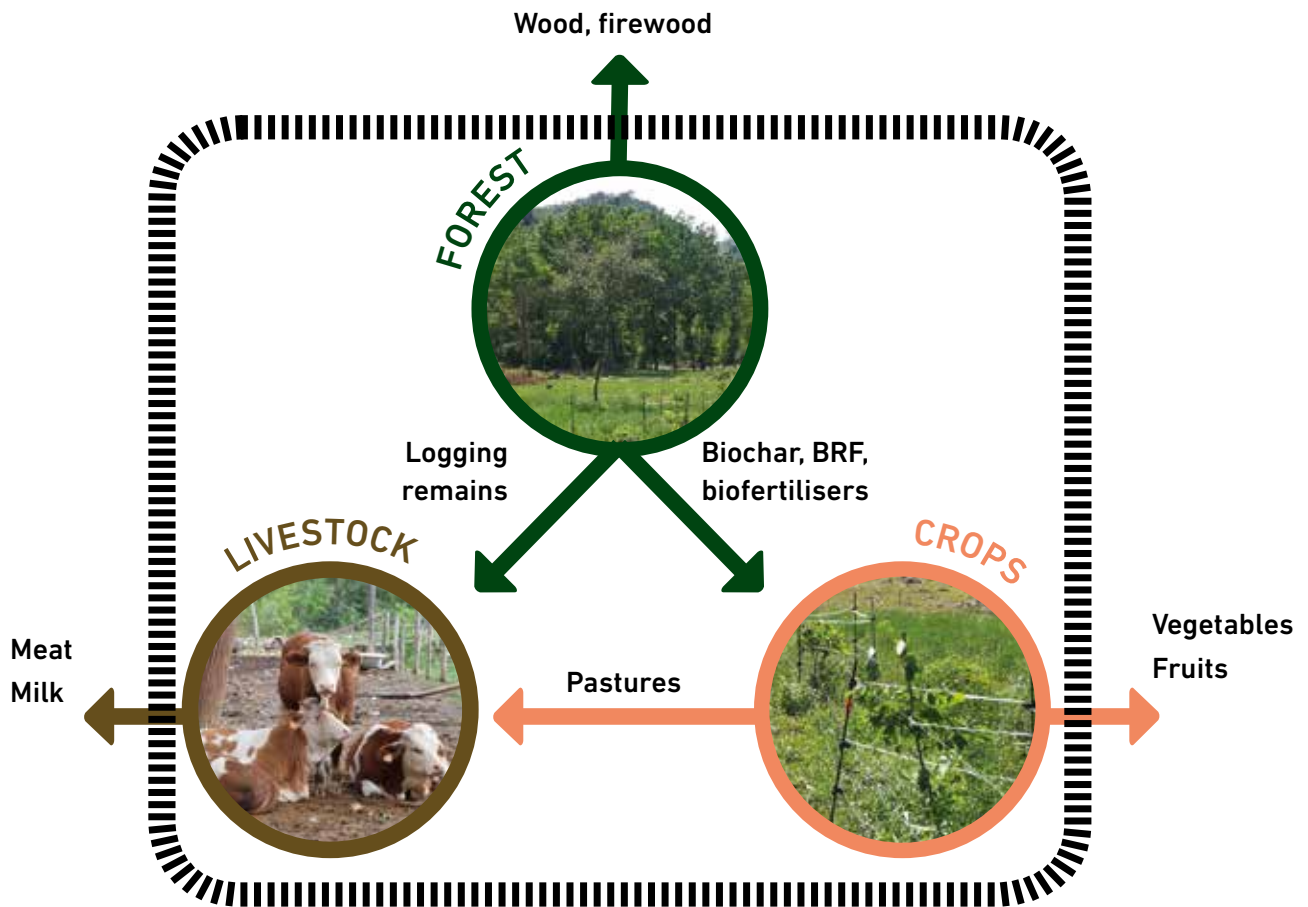 Wood, firewood
FOREST
Logging
remains
Biochar, BRF,
biofertilisers
LIVESTOCK
CROPS
Meat
Milk
Pastures
Vegetables
Fruits